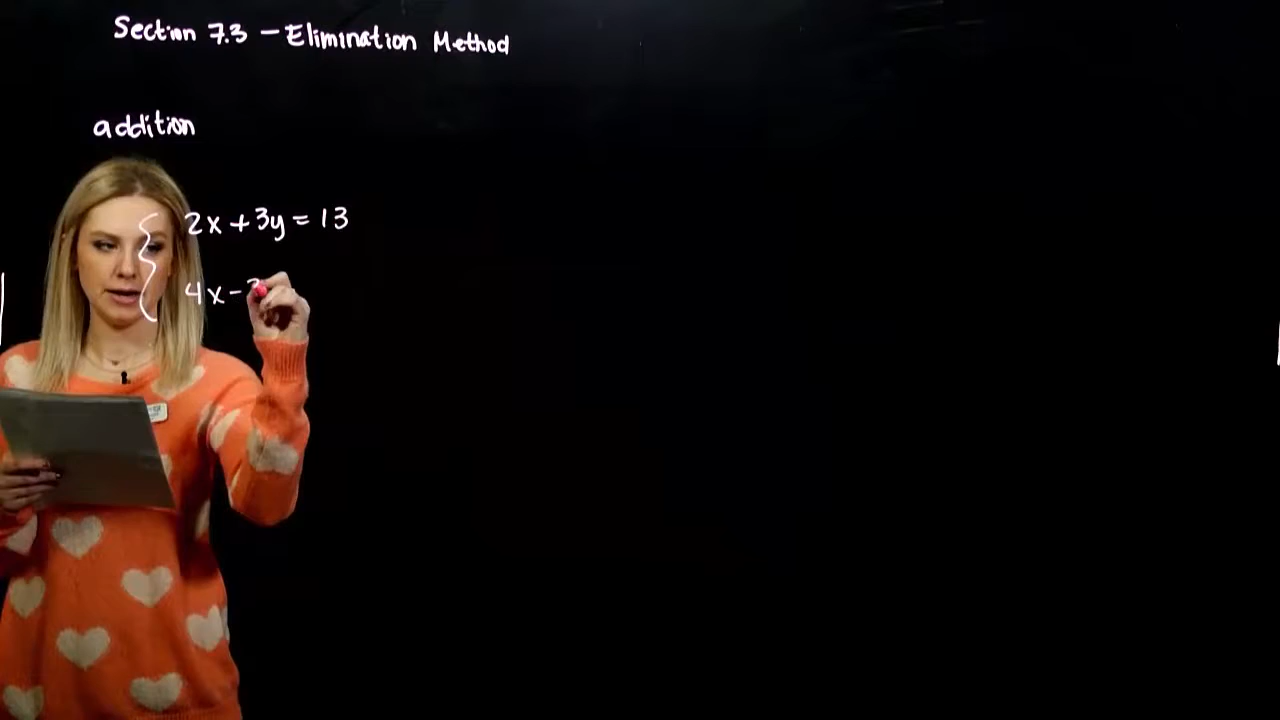 Section 7.3 – Elimination Method
addition
2x + 3y = 13
4x -